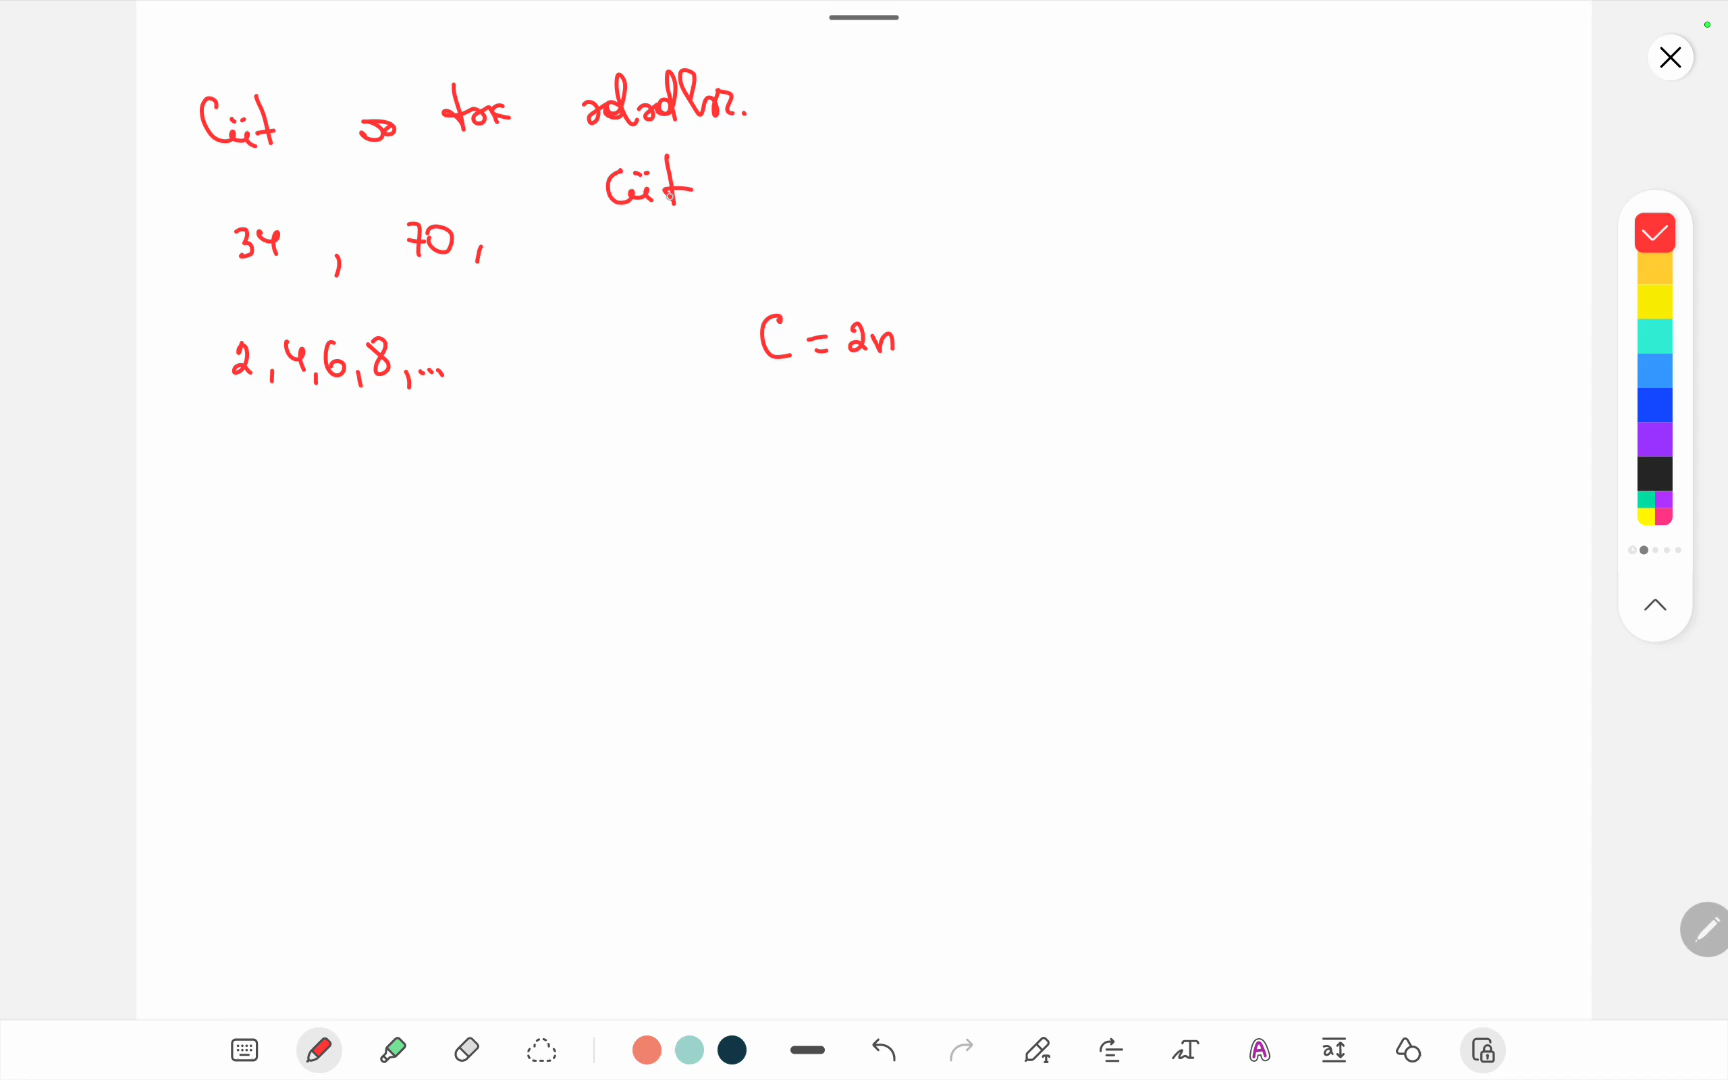 Cüt və tək ədədlər.
Cüt
34 , 70 ,
2 , 4 , 6 , 8 , ...
C = 2n